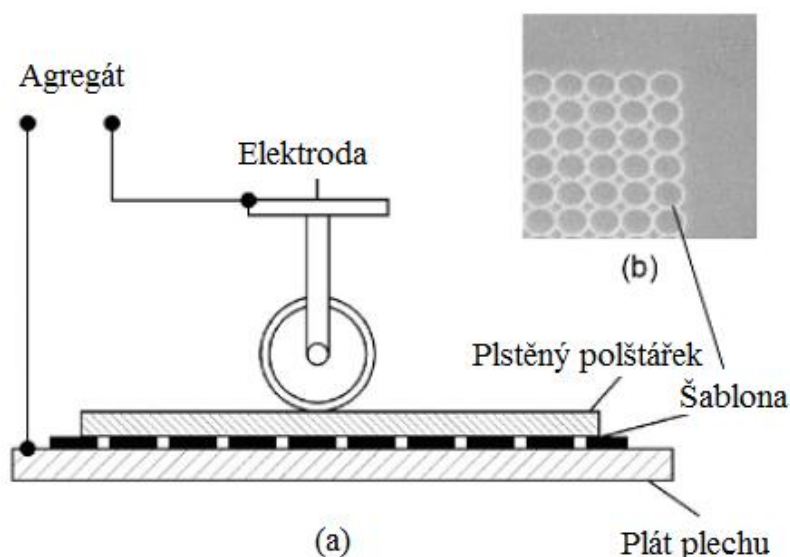 Agregát
Elektroda
(b)
Plstěný polštářek
Šablona
(a)
Plát plechu